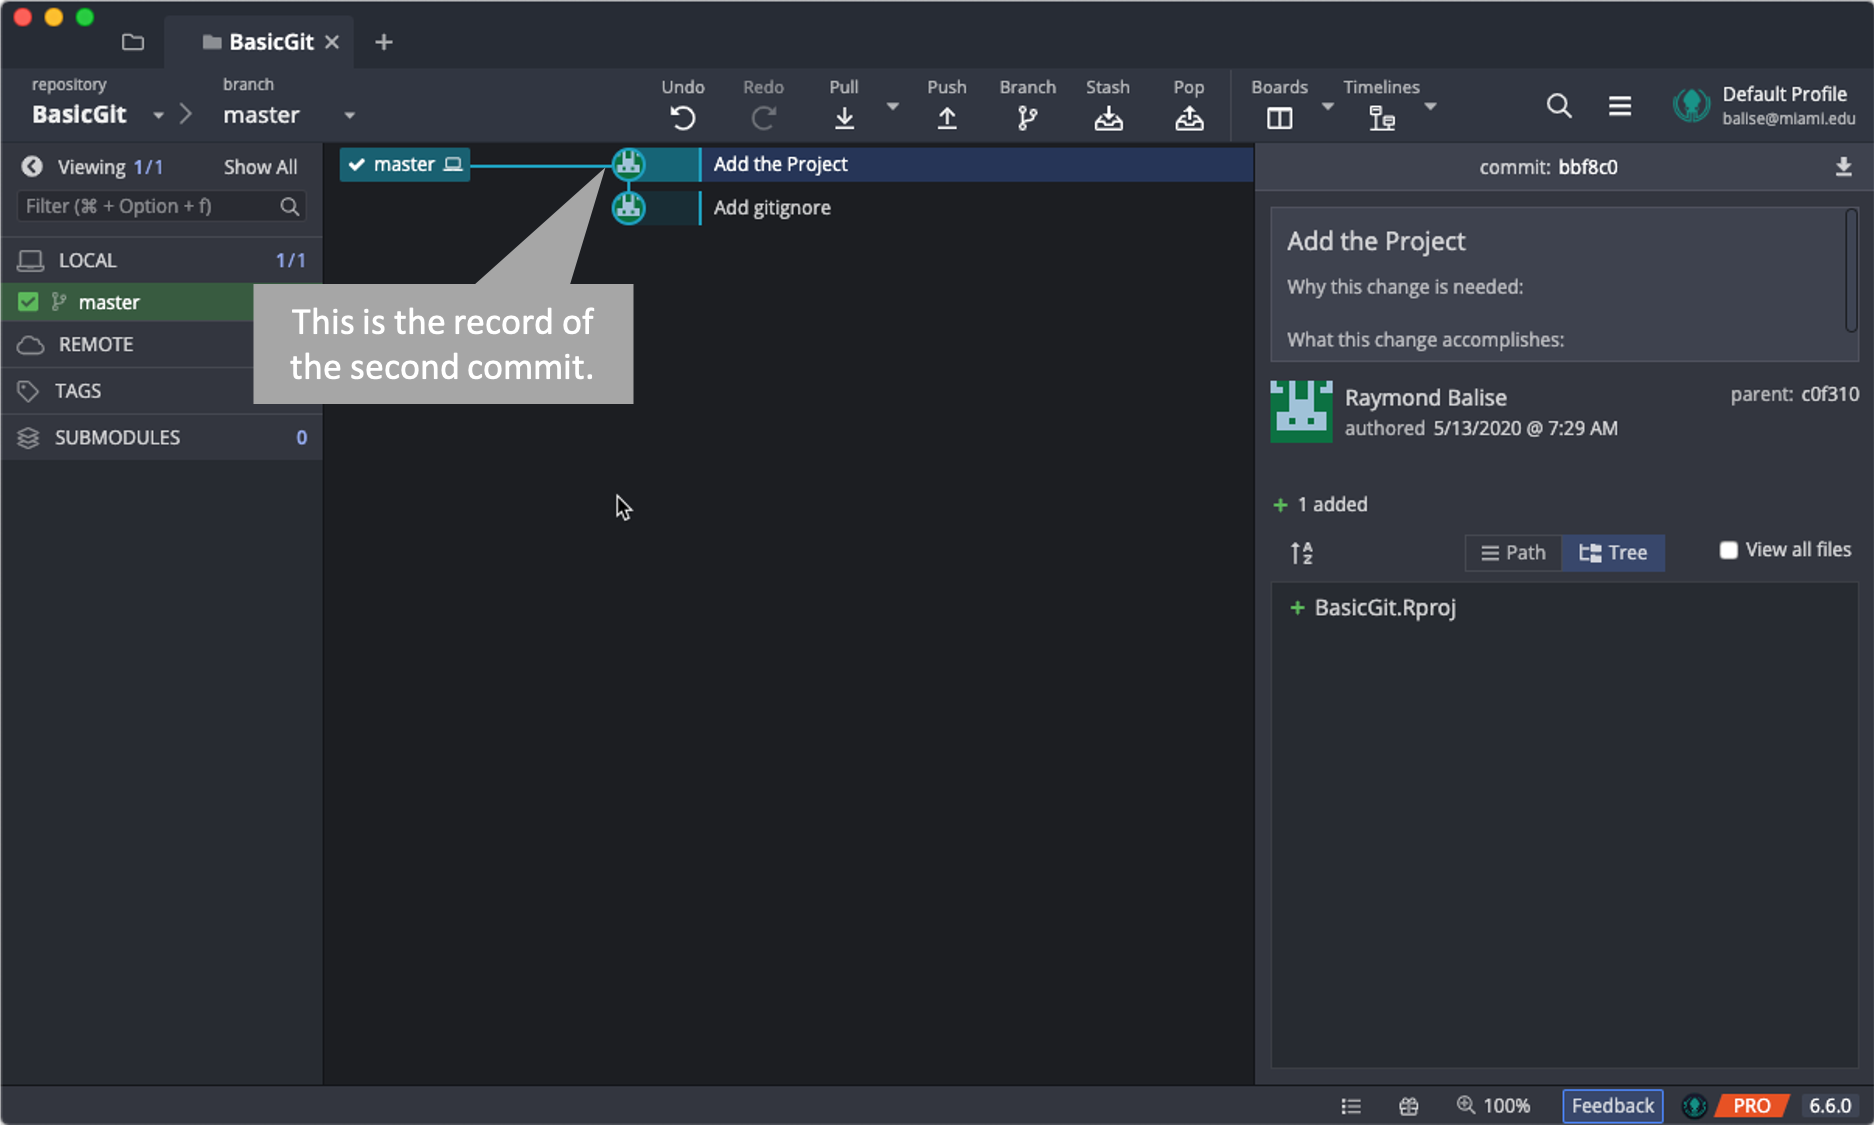 BasicGit
repository
BasicGit
branch
master
Undo
Redo
Pull
Push
Branch
Stash
Pop
Boards
Timelines
Default Profile
balise@miami.edu
Viewing 1/1
Show All
Filter (⌘ + Option + f)
LOCAL
1/1
master
REMOTE
TAGS
SUBMODULES
0
master
Add the Project
Add gitignore
This is the record of
the second commit.
commit: bbf8c0
Add the Project
Why this change is needed:
What this change accomplishes:
Raymond Balise
authored 5/13/2020 @ 7:29 AM
parent: c0f310
+ 1 added
Path
Tree
View all files
+ BasicGit.Rproj
100%
Feedback
PRO
6.6.0